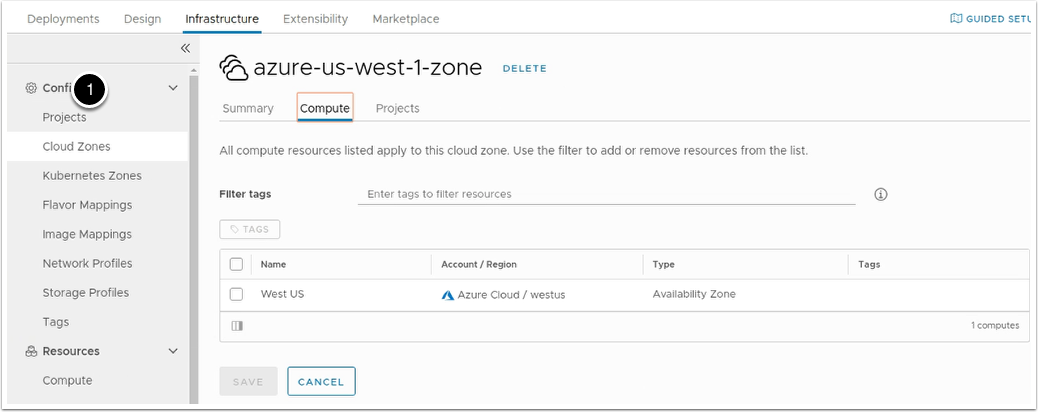 Deployments Design Infrastructure Extensibility Marketplace GUIDED SETU
«
azure-us-west-1-zone DELETE
Confi 1
Summary Compute Projects
Projects
Cloud Zones
All compute resources listed apply to this cloud zone. Use the filter to add or remove resources from the list.
Kubernetes Zones
Filter tags Enter tags to filter resources
Flavor Mappings
TAGS
Image Mappings
Network Profiles
Name Account / Region Type Tags
Storage Profiles
West US Azure Cloud / westus Availability Zone
Tags
1 computes
Resources
Compute
SAVE CANCEL